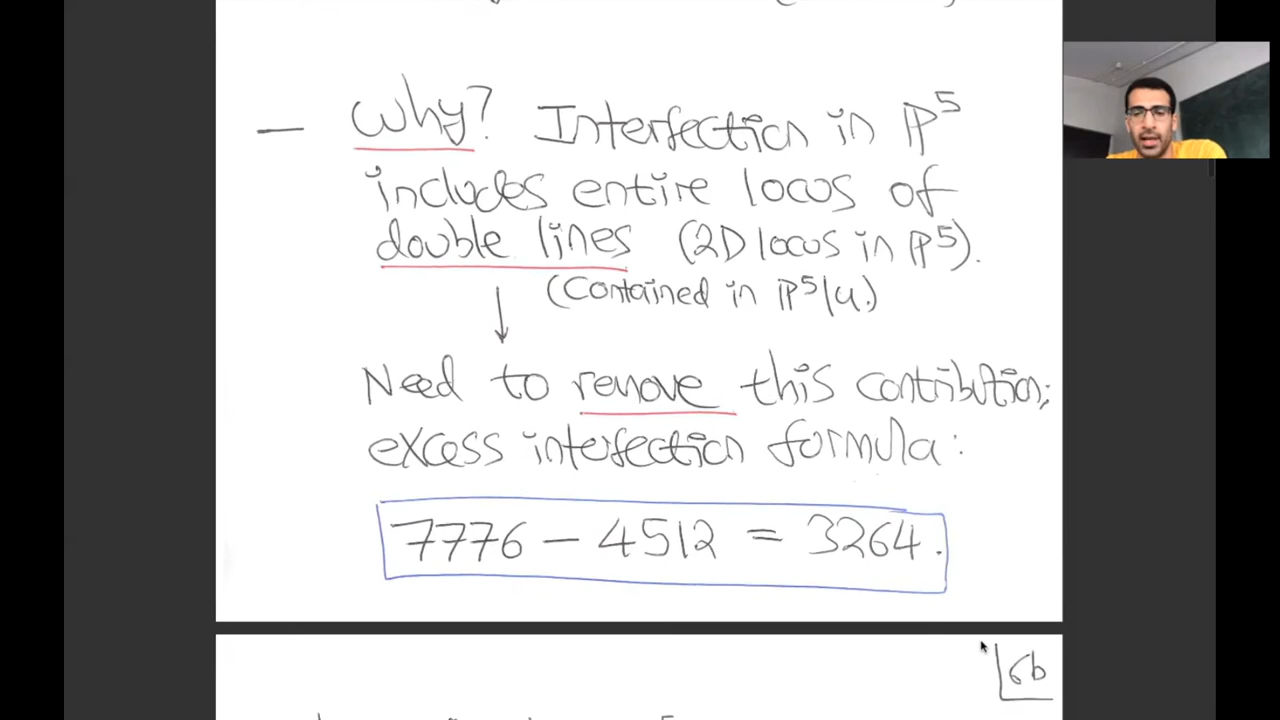 — Why? Intersection in ℙ⁵
includes entire locus of
double lines (2D locus in ℙ⁵).
(Contained in ℙ⁵\U.)
↓
Need to remove this contribution;
excess intersection formula:
7776 – 4512 = 3264.
6b